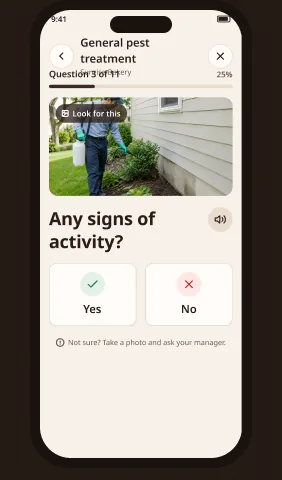 9:41
General pest
treatment
Question 3 of 11
25%
Look for this
Any signs of
activity?
Yes
No
Not sure? Take a photo and ask your manager.